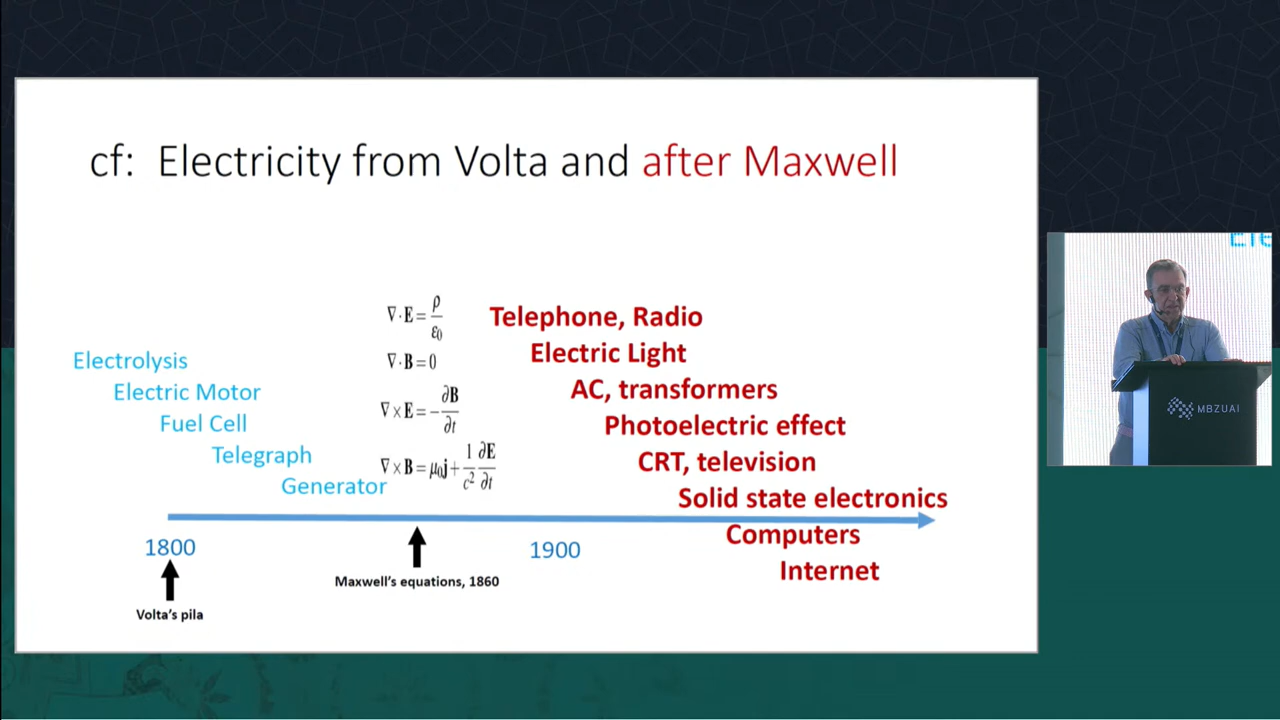 cf: Electricity from Volta and after Maxwell
Electrolysis
Electric Motor
Fuel Cell
Telegraph
Generator
∇·E = ρ/ε0
∇·B = 0
∇×E = −∂B/∂t
∇×B = μ0j + 1/c² ∂E/∂t
Telephone, Radio
Electric Light
AC, transformers
Photoelectric effect
CRT, television
Solid state electronics
Computers
Internet
1800
1900
Volta's pila
Maxwell's equations, 1860
Ele
MBZUAI